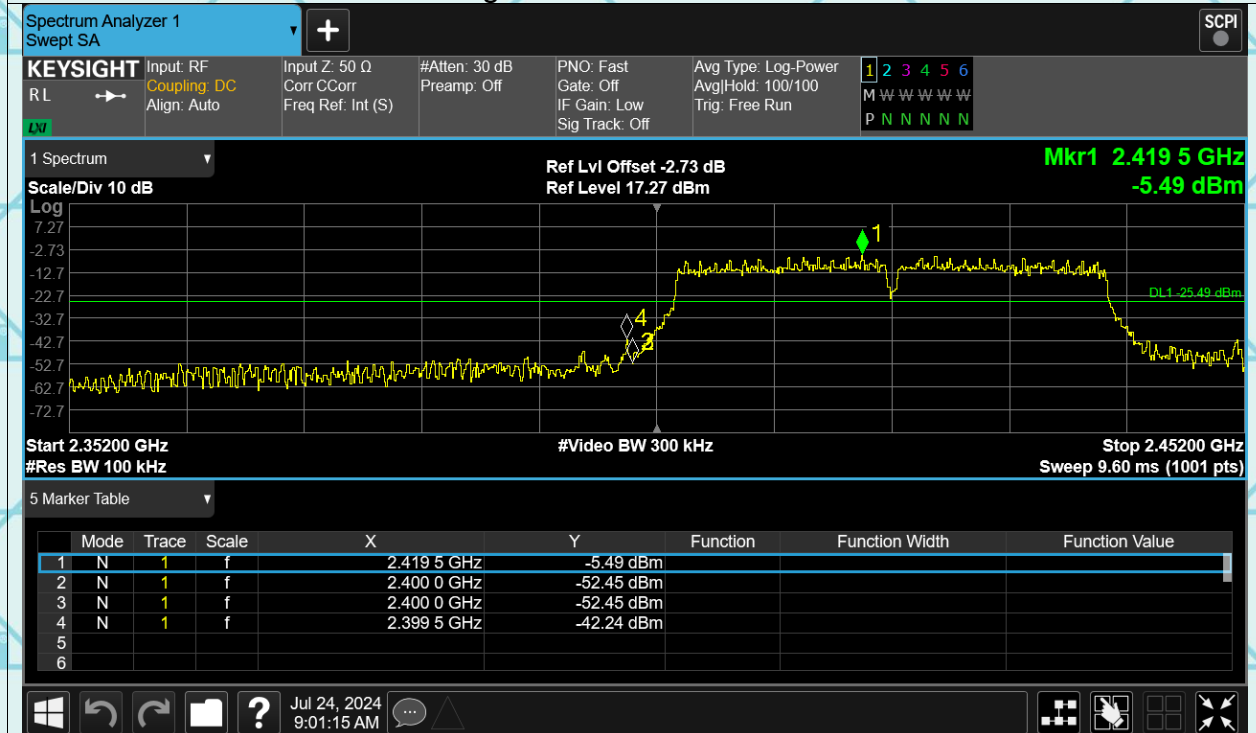 Spectrum Analyzer 1
Swept SA
+
SCPI
KEYSIGHT
RL
LXI
Input: RF
Coupling: DC
Align: Auto
Input Z: 50 Ω
Corr CCorr
Freq Ref: Int (S)
#Atten: 30 dB
Preamp: Off
PNO: Fast
Gate: Off
IF Gain: Low
Sig Track: Off
Avg Type: Log-Power
Avg|Hold: 100/100
Trig: Free Run
1 2 3 4 5 6
M W W W W W
P N N N N N
1 Spectrum
Scale/Div 10 dB
Ref Lvl Offset -2.73 dB
Ref Level 17.27 dBm
Mkr1 2.419 5 GHz
-5.49 dBm
Log
7.27
-2.73
-12.7
-22.7
-32.7
-42.7
-52.7
-62.7
-72.7
1
4
DL1 -25.49 dBm
Start 2.35200 GHz
#Res BW 100 kHz
#Video BW 300 kHz
Stop 2.45200 GHz
Sweep 9.60 ms (1001 pts)
5 Marker Table
Mode Trace Scale X Y Function Function Width Function Value
1 N 1 f 2.419 5 GHz -5.49 dBm
2 N 1 f 2.400 0 GHz -52.45 dBm
3 N 1 f 2.400 0 GHz -52.45 dBm
4 N 1 f 2.399 5 GHz -42.24 dBm
5
6
?
Jul 24, 2024
9:01:15 AM